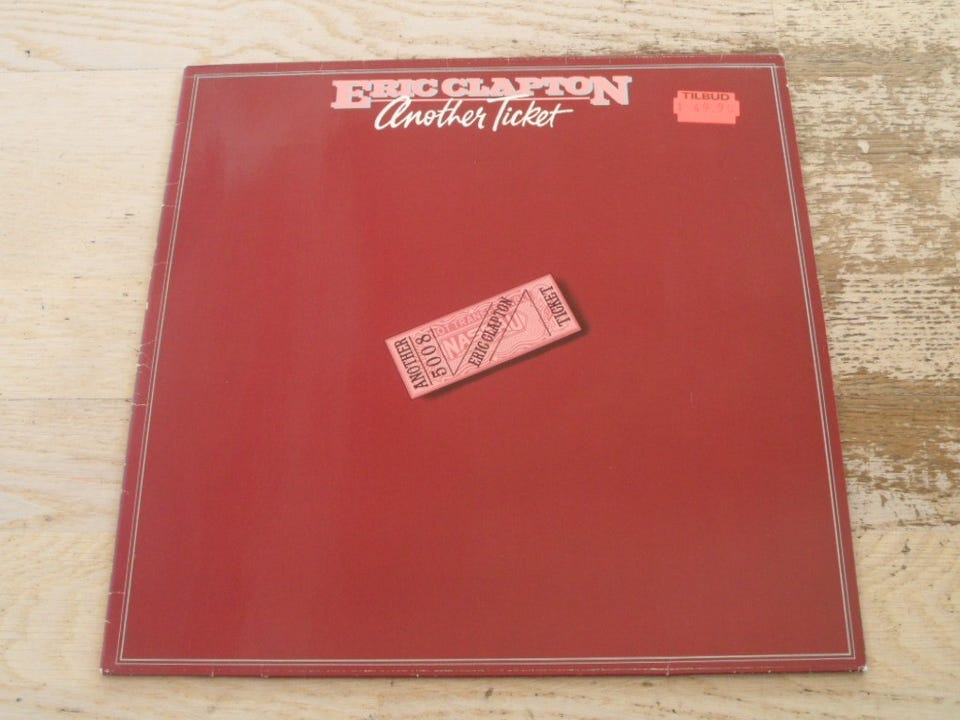 ERIC CLAPTON
Another Ticket
TILBUD
ANOTHER
5008
ERIC CLAPTON
TICKET